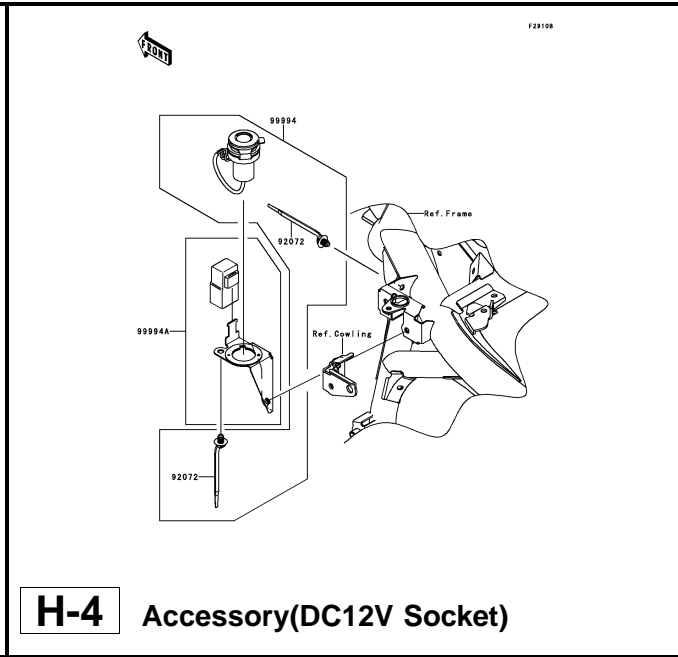 F2910B
FRONT
99994
92072
Ref.Frame
99994A
Ref.Cowling
92072
H-4 Accessory(DC12V Socket)